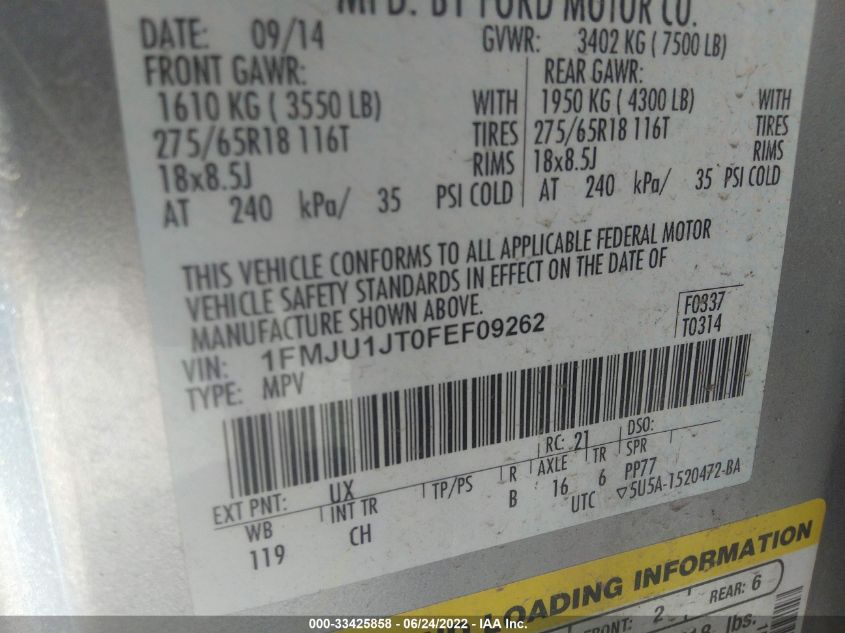 MFD. BY FORD MOTOR CO.
DATE: 09/14 GVWR: 3402 KG ( 7500 LB)
FRONT GAWR: REAR GAWR:
1610 KG ( 3550 LB) WITH 1950 KG ( 4300 LB) WITH
275/65R18 116T TIRES 275/65R18 116T TIRES
18x8.5J RIMS 18x8.5J RIMS
AT 240 kPa/ 35 PSI COLD AT 240 kPa/ 35 PSI COLD
THIS VEHICLE CONFORMS TO ALL APPLICABLE FEDERAL MOTOR
VEHICLE SAFETY STANDARDS IN EFFECT ON THE DATE OF
MANUFACTURE SHOWN ABOVE.
F0337
T0314
VIN: 1FMJU1JT0FEF09262
TYPE: MPV
RC: 21 DSO:
EXT PNT: UX
WB INT TR TP/PS R AXLE TR SPR
119 CH B 16 6 PP77
UTC ▽5U5A-1520472-BA
LOADING INFORMATION
FRONT: 2 REAR: 6
lbs.
000-33425858 - 06/24/2022 - IAA Inc.